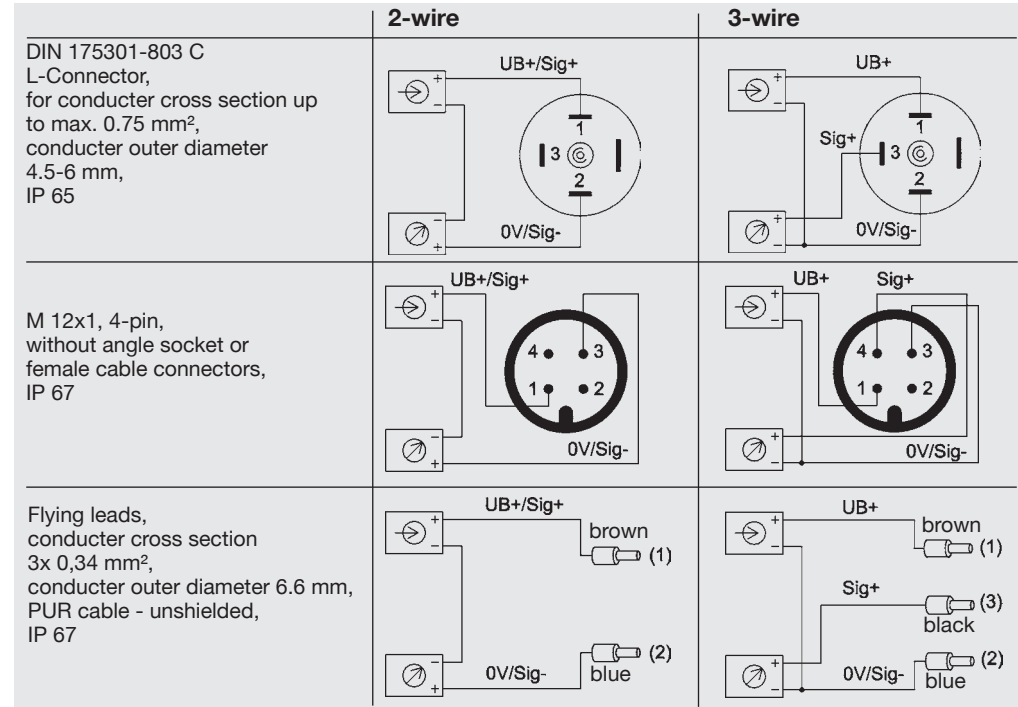 2-wire
3-wire
DIN 175301-803 C
L-Connector,
for conducter cross section up
to max. 0.75 mm²,
conducter outer diameter
4.5-6 mm,
IP 65
UB+/Sig+
+
-
1
3
2
-
+
0V/Sig-
UB+
+
-
Sig+
1
3
2
+
-
0V/Sig-
M 12x1, 4-pin,
without angle socket or
female cable connectors,
IP 67
UB+/Sig+
+
-
4 3
1 2
-
+
0V/Sig-
UB+ Sig+
+
-
4 3
1 2
+
-
0V/Sig-
Flying leads,
conducter cross section
3x 0,34 mm²,
conducter outer diameter 6.6 mm,
PUR cable - unshielded,
IP 67
UB+/Sig+
+
-
brown
(1)
-
+
0V/Sig-
(2)
blue
UB+
+
-
brown
(1)
Sig+
(3)
black
+
-
0V/Sig-
(2)
blue